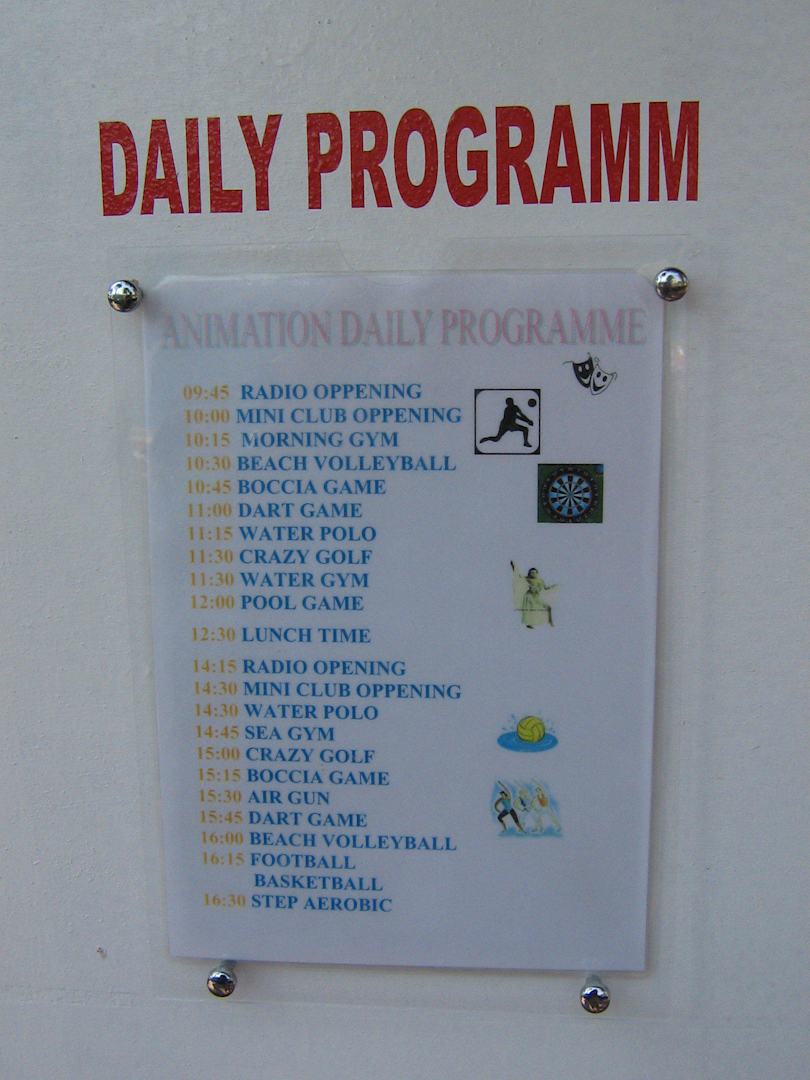 DAILY PROGRAMM
ANIMATION DAILY PROGRAMME
09:45 RADIO OPPENING
10:00 MINI CLUB OPPENING
10:15 MORNING GYM
10:30 BEACH VOLLEYBALL
10:45 BOCCIA GAME
11:00 DART GAME
11:15 WATER POLO
11:30 CRAZY GOLF
11:30 WATER GYM
12:00 POOL GAME
12:30 LUNCH TIME
14:15 RADIO OPENING
14:30 MINI CLUB OPPENING
14:30 WATER POLO
14:45 SEA GYM
15:00 CRAZY GOLF
15:15 BOCCIA GAME
15:30 AIR GUN
15:45 DART GAME
16:00 BEACH VOLLEYBALL
16:15 FOOTBALL
BASKETBALL
16:30 STEP AEROBIC